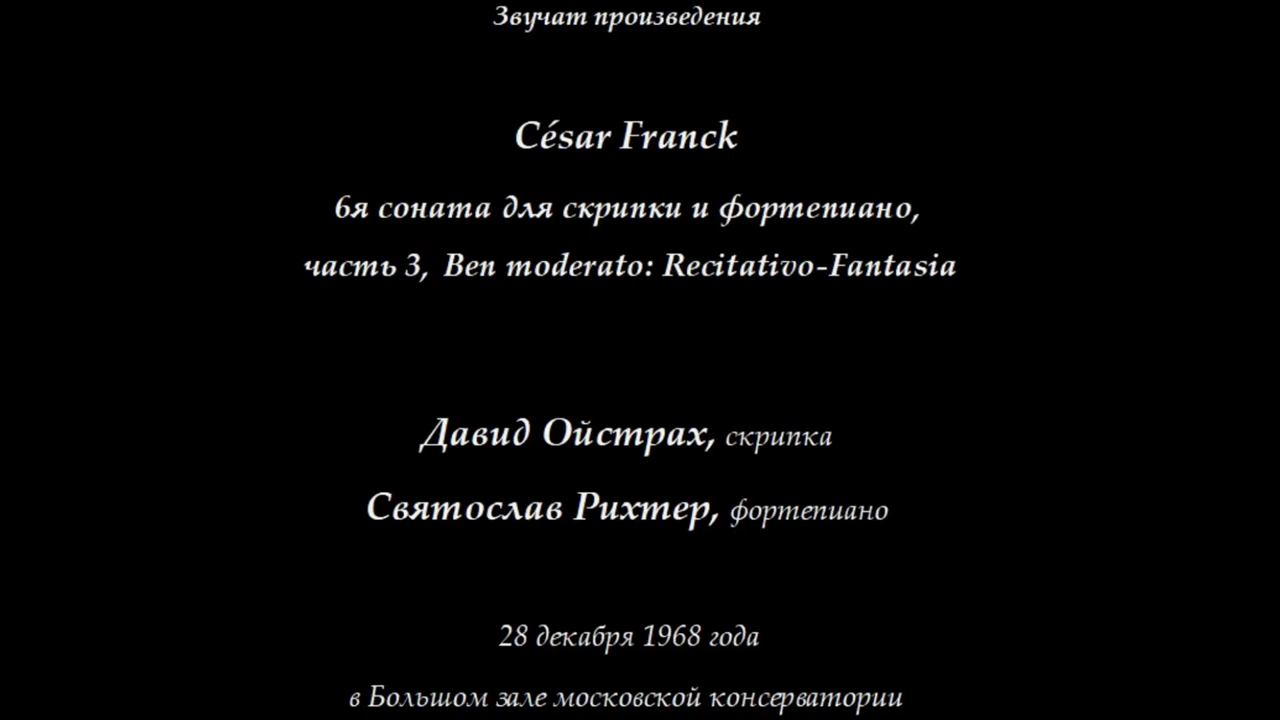 Звучат произведения
César Franck
6я соната для скрипки и фортепиано,
часть 3, Ben moderato: Recitativo-Fantasia
Давид Ойстрах, скрипка
Святослав Рихтер, фортепиано
28 декабря 1968 года
в Большом зале московской консерватории